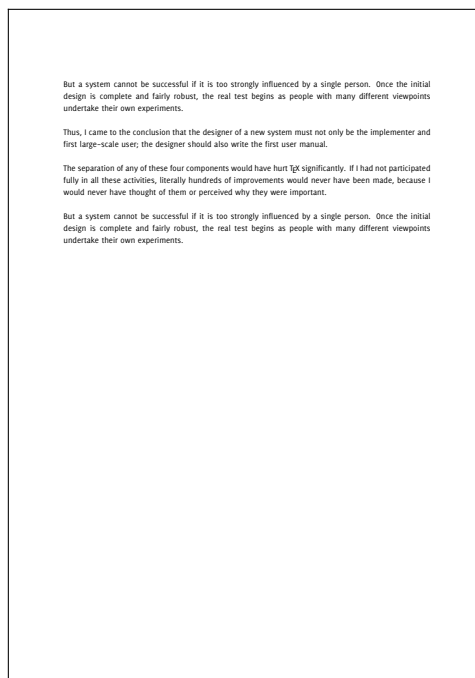 But a system cannot be successful if it is too strongly influenced by a single person. Once the initial
design is complete and fairly robust, the real test begins as people with many different viewpoints
undertake their own experiments.
Thus, I came to the conclusion that the designer of a new system must not only be the implementer and
first large-scale user; the designer should also write the first user manual.
The separation of any of these four components would have hurt TEX significantly. If I had not participated
fully in all these activities, literally hundreds of improvements would never have been made, because I
would never have thought of them or perceived why they were important.
But a system cannot be successful if it is too strongly influenced by a single person. Once the initial
design is complete and fairly robust, the real test begins as people with many different viewpoints
undertake their own experiments.